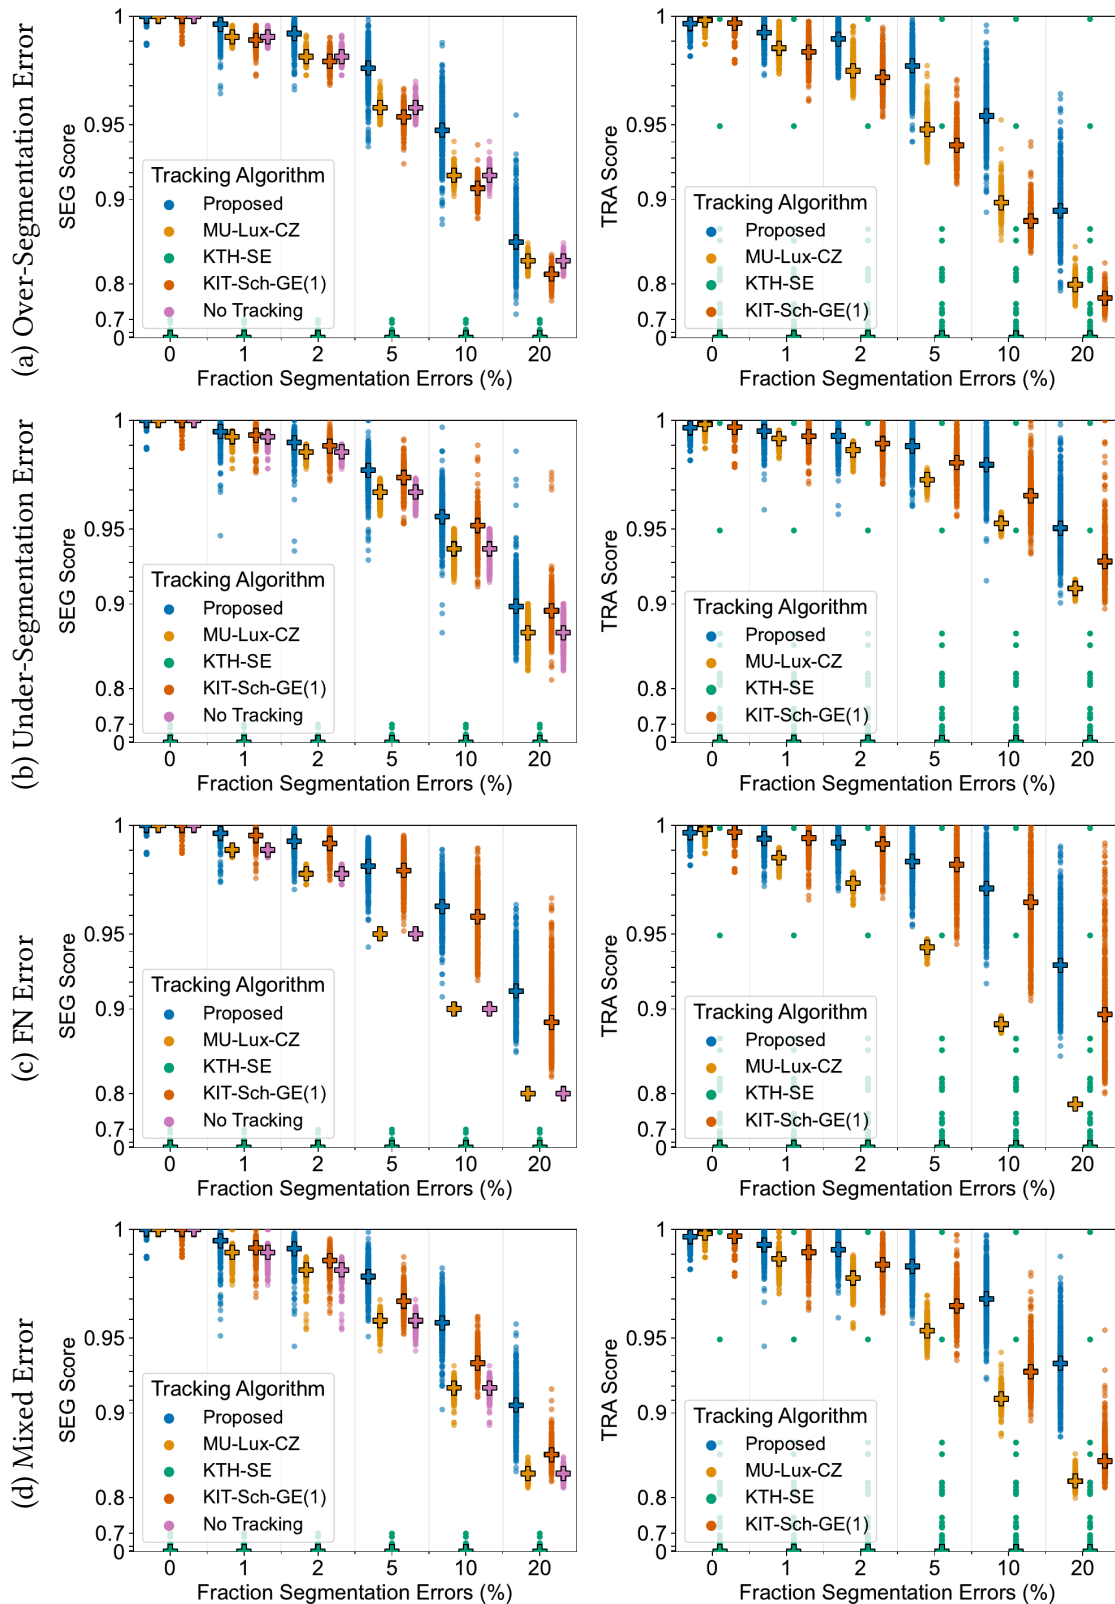 (a) Over-Segmentation Error
SEG Score
1
0.95
0.9
0.8
0.7
0
Tracking Algorithm
Proposed
MU-Lux-CZ
KTH-SE
KIT-Sch-GE(1)
No Tracking
0 1 2 5 10 20
Fraction Segmentation Errors (%)
TRA Score
1
0.95
0.9
0.8
0.7
0
Tracking Algorithm
Proposed
MU-Lux-CZ
KTH-SE
KIT-Sch-GE(1)
0 1 2 5 10 20
Fraction Segmentation Errors (%)
(b) Under-Segmentation Error
SEG Score
1
0.95
0.9
0.8
0.7
0
Tracking Algorithm
Proposed
MU-Lux-CZ
KTH-SE
KIT-Sch-GE(1)
No Tracking
0 1 2 5 10 20
Fraction Segmentation Errors (%)
TRA Score
1
0.95
0.9
0.8
0.7
0
Tracking Algorithm
Proposed
MU-Lux-CZ
KTH-SE
KIT-Sch-GE(1)
0 1 2 5 10 20
Fraction Segmentation Errors (%)
(c) FN Error
SEG Score
1
0.95
0.9
0.8
0.7
0
Tracking Algorithm
Proposed
MU-Lux-CZ
KTH-SE
KIT-Sch-GE(1)
No Tracking
0 1 2 5 10 20
Fraction Segmentation Errors (%)
TRA Score
1
0.95
0.9
0.8
0.7
0
Tracking Algorithm
Proposed
MU-Lux-CZ
KTH-SE
KIT-Sch-GE(1)
0 1 2 5 10 20
Fraction Segmentation Errors (%)
(d) Mixed Error
SEG Score
1
0.95
0.9
0.8
0.7
0
Tracking Algorithm
Proposed
MU-Lux-CZ
KTH-SE
KIT-Sch-GE(1)
No Tracking
0 1 2 5 10 20
Fraction Segmentation Errors (%)
TRA Score
1
0.95
0.9
0.8
0.7
0
Tracking Algorithm
Proposed
MU-Lux-CZ
KTH-SE
KIT-Sch-GE(1)
0 1 2 5 10 20
Fraction Segmentation Errors (%)